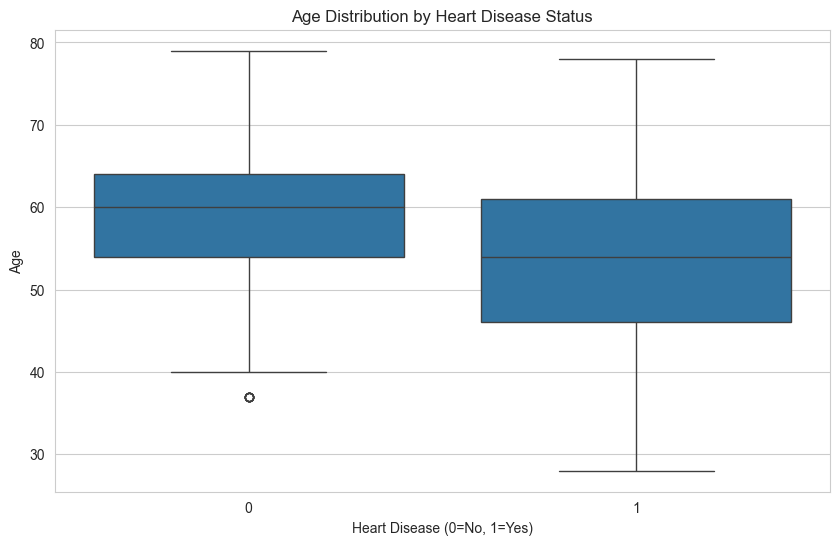 Age Distribution by Heart Disease Status
80
70
60
50
40
30
Age
0
1
Heart Disease (0=No, 1=Yes)